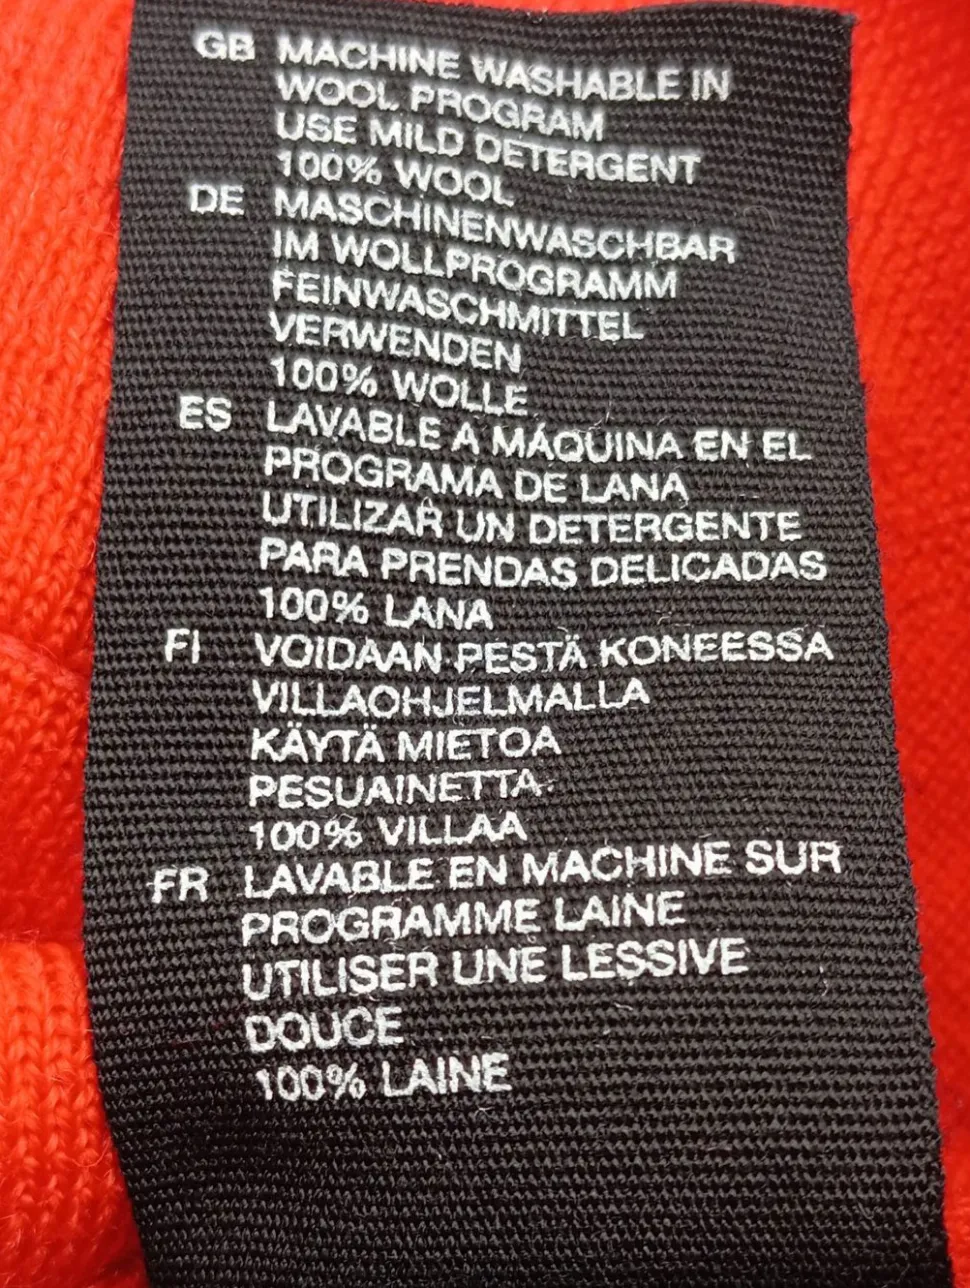 GB MACHINE WASHABLE IN
WOOL PROGRAM
USE MILD DETERGENT
100% WOOL
DE MASCHINENWASCHBAR
IM WOLLPROGRAMM
FEINWASCHMITTEL
VERWENDEN
100% WOLLE
ES LAVABLE A MÁQUINA EN EL
PROGRAMA DE LANA
UTILIZAR UN DETERGENTE
PARA PRENDAS DELICADAS
100% LANA
FI VOIDAAN PESTÄ KONEESSA
VILLAOHJELMALLA
KÄYTÄ MIETOA
PESUAINETTA
100% VILLAA
FR LAVABLE EN MACHINE SUR
PROGRAMME LAINE
UTILISER UNE LESSIVE
DOUCE
100% LAINE